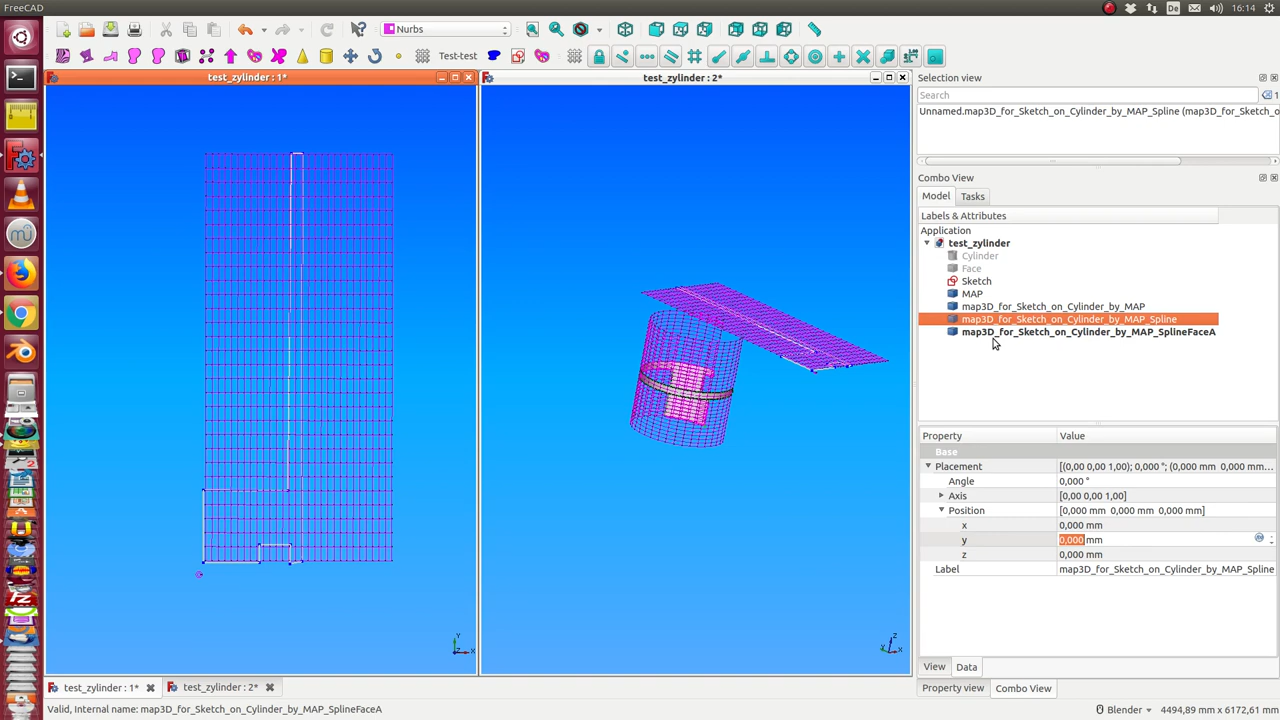 FreeCAD
De
16:14
Nurbs
Test-test
test_zylinder : 1*
test_zylinder : 2*
Selection view
Search
1
Unnamed.map3D_for_Sketch_on_Cylinder_by_MAP_Spline (map3D_for_Sketch_o
Combo View
Model
Tasks
Labels & Attributes
Application
test_zylinder
Cylinder
Face
Sketch
MAP
map3D_for_Sketch_on_Cylinder_by_MAP
map3D_for_Sketch_on_Cylinder_by_MAP_Spline
map3D_for_Sketch_on_Cylinder_by_MAP_SplineFaceA
Property Value
Base
Placement [(0,00 0,00 1,00); 0,000 °; (0,000 mm 0,000 mm...
Angle 0,000 °
Axis [0,00 0,00 1,00]
Position [0,000 mm 0,000 mm 0,000 mm]
x 0,000 mm
y 0,000 mm
z 0,000 mm
Label map3D_for_Sketch_on_Cylinder_by_MAP_Spline
View
Data
test_zylinder : 1*
test_zylinder : 2*
Property view
Combo View
Valid, Internal name: map3D_for_Sketch_on_Cylinder_by_MAP_SplineFaceA
Blender
4494,89 mm x 6172,61 mm